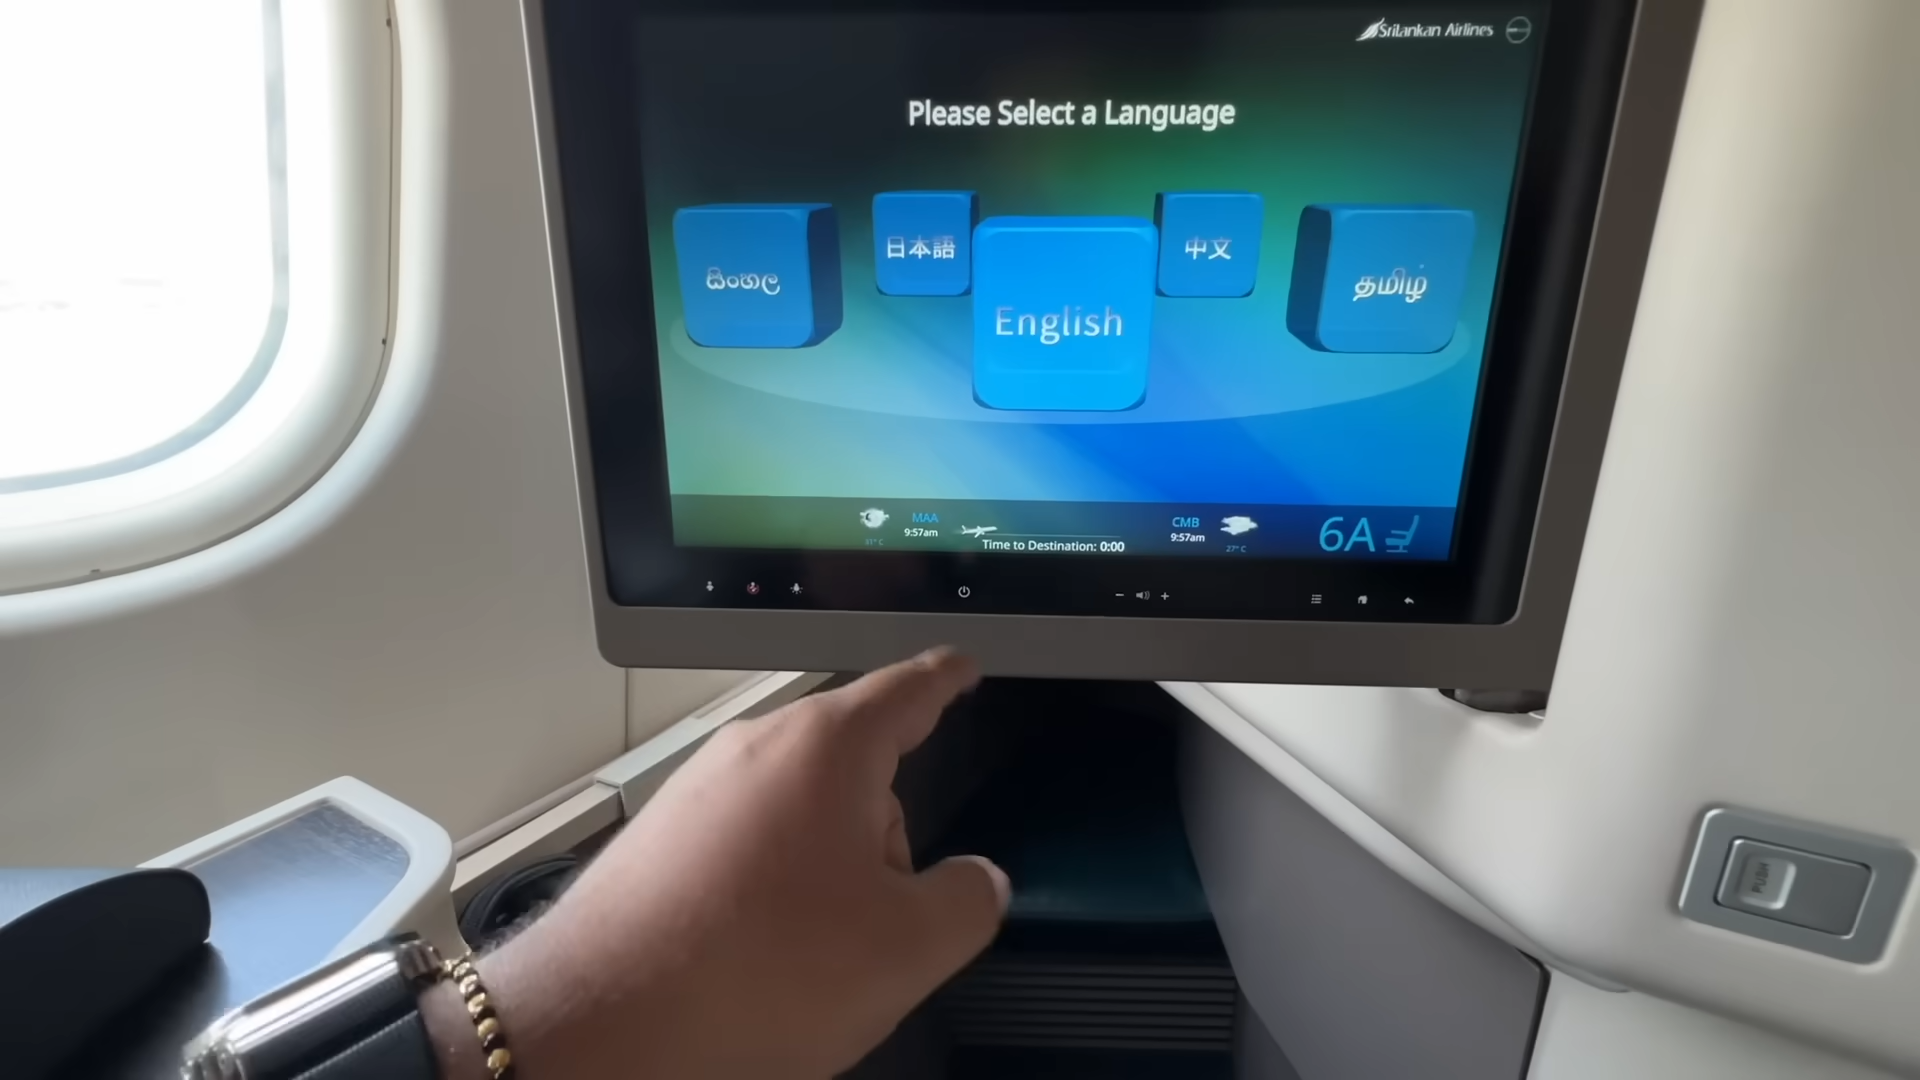 SriLankan Airlines
Please Select a Language
සිංහල
日本語
English
中文
தமிழ்
MAA
9:57am
Time to Destination: 0:00
CMB
9:57am
27°C
6A
PUSH